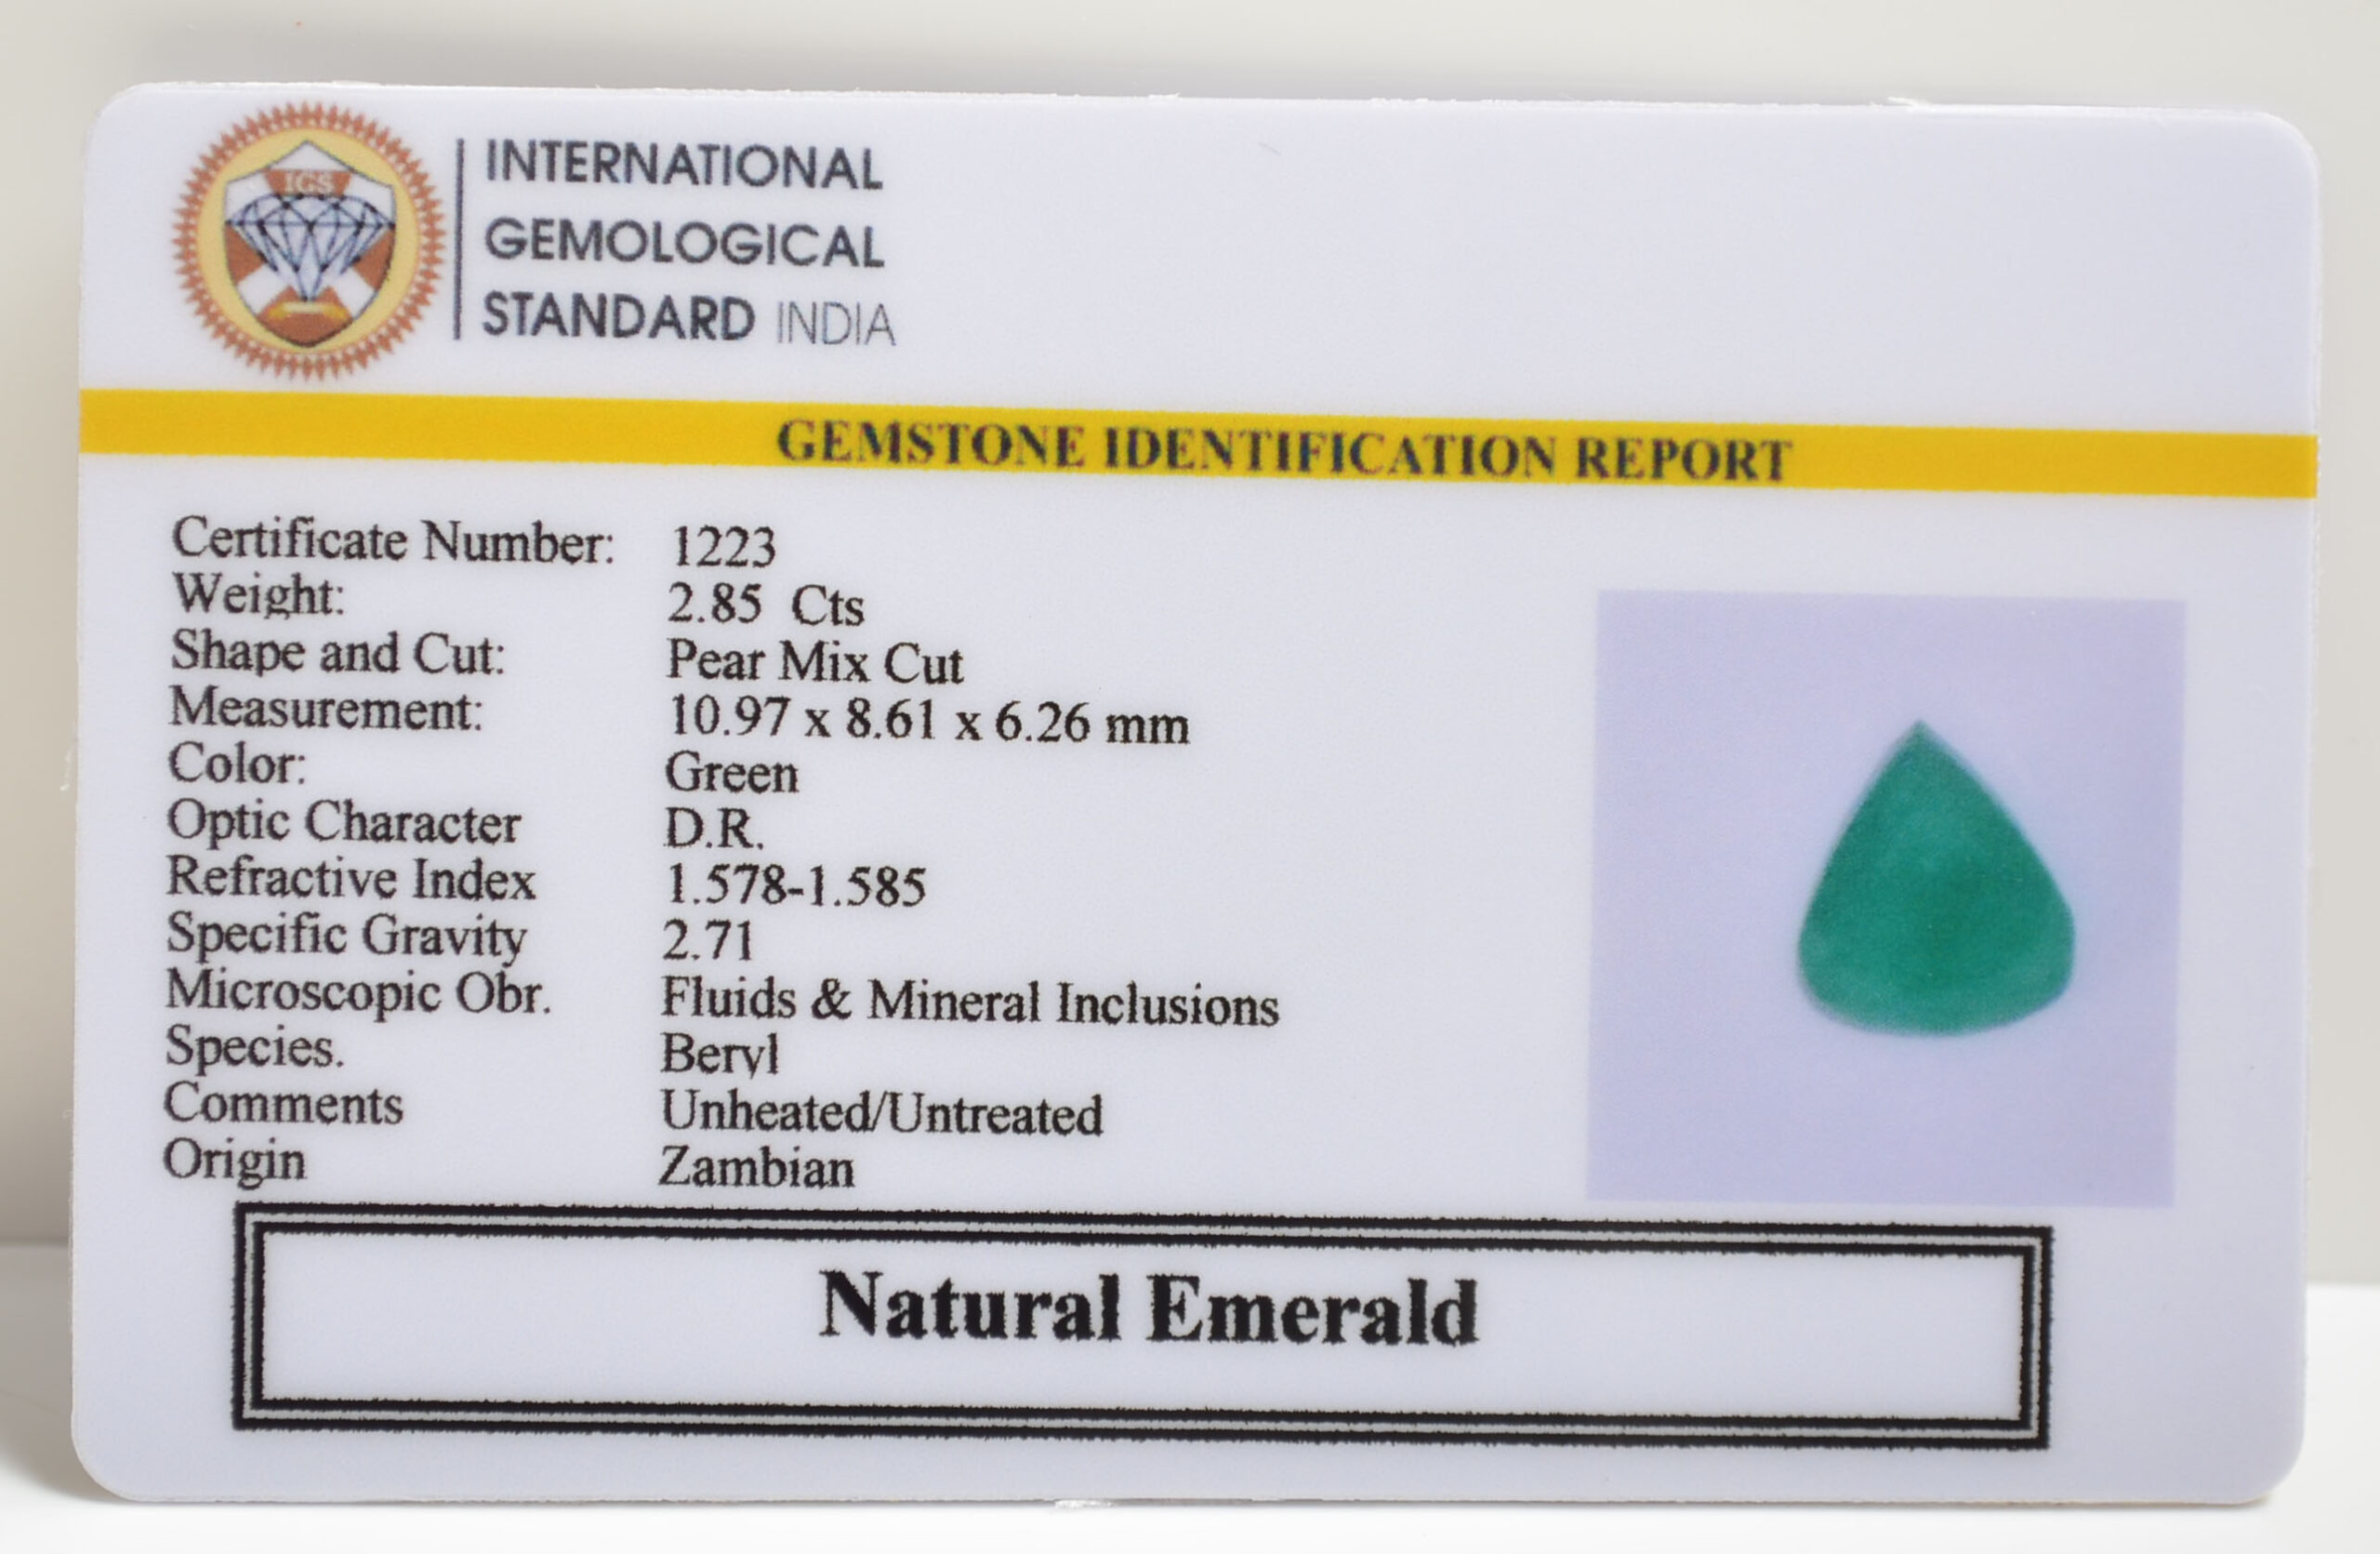 IGS
INTERNATIONAL
GEMOLOGICAL
STANDARD INDIA
GEMSTONE IDENTIFICATION REPORT
Certificate Number: 1223
Weight: 2.85 Cts
Shape and Cut: Pear Mix Cut
Measurement: 10.97 x 8.61 x 6.26 mm
Color: Green
Optic Character D.R.
Refractive Index 1.578-1.585
Specific Gravity 2.71
Microscopic Obr. Fluids & Mineral Inclusions
Species. Beryl
Comments Unheated/Untreated
Origin Zambian
Natural Emerald